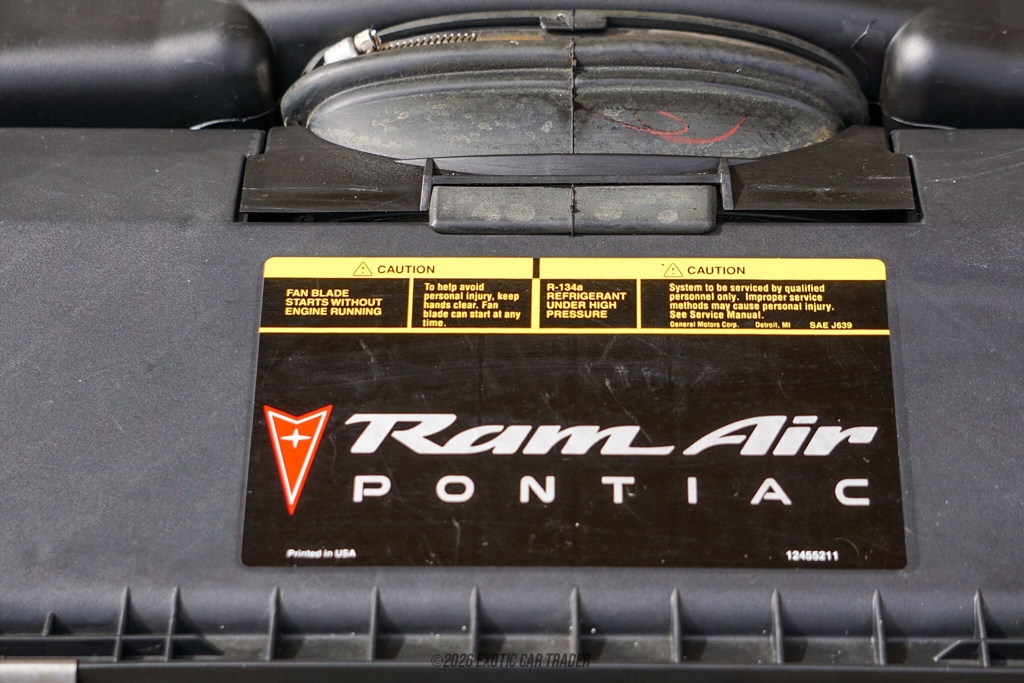 CAUTION
FAN BLADE
STARTS WITHOUT
ENGINE RUNNING
To help avoid
personal injury, keep
hands clear. Fan
blade can start at any
time.
CAUTION
R-134a
REFRIGERANT
UNDER HIGH
PRESSURE
System to be serviced by qualified
personnel only. Improper service
methods may cause personal injury.
See Service Manual.
General Motors Corp. Detroit, MI SAE J639
Ram Air
PONTIAC
Printed in USA
12455211
©2026 EXOTIC CAR TRADER